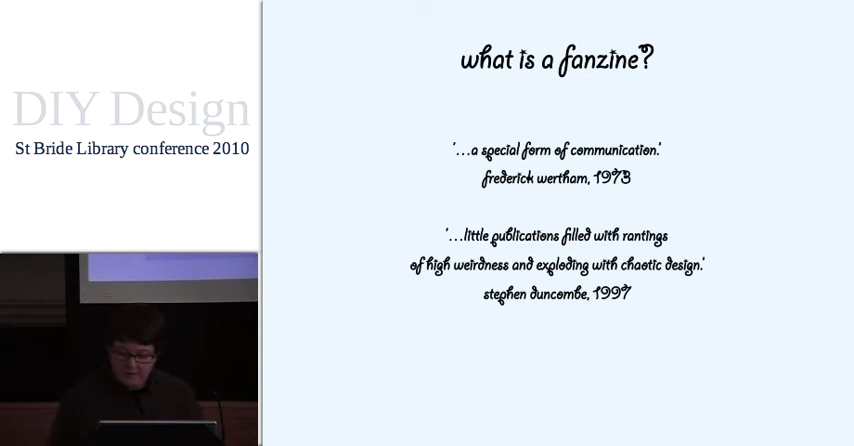 DIY Design
St Bride Library conference 2010
what is a fanzine?
'...a special form of communication.'
frederick wertham, 1973
'...little publications filled with rantings
of high weirdness and exploding with chaotic design.'
stephen duncombe, 1997